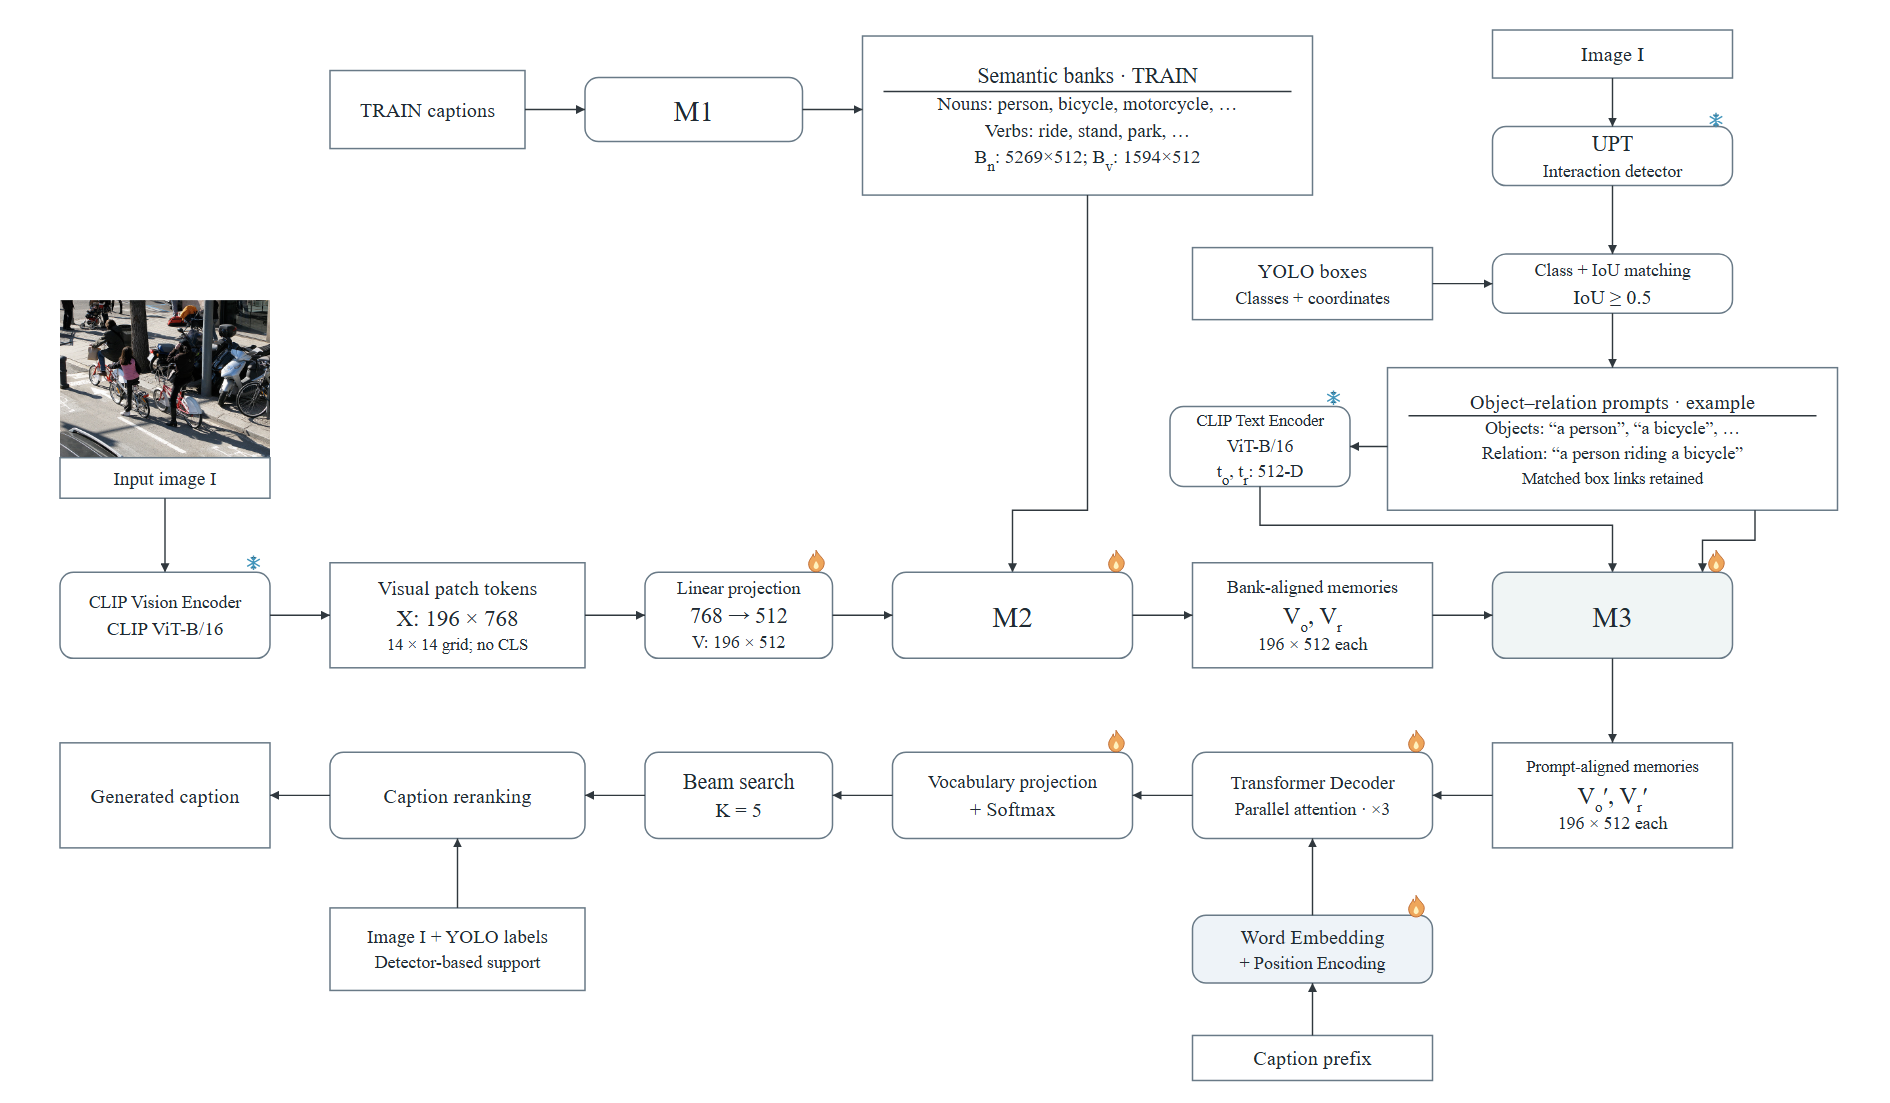 TRAIN captions
M1
Semantic banks · TRAIN
Nouns: person, bicycle, motorcycle, …
Verbs: ride, stand, park, …
Bn: 5269×512; Bv: 1594×512
Image I
UPT
Interaction detector
YOLO boxes
Classes + coordinates
Class + IoU matching
IoU ≥ 0.5
Object–relation prompts · example
Objects: “a person”, “a bicycle”, …
Relation: “a person riding a bicycle”
Matched box links retained
CLIP Text Encoder
ViT-B/16
to, tr: 512-D
Input image I
CLIP Vision Encoder
CLIP ViT-B/16
Visual patch tokens
X: 196 × 768
14 × 14 grid; no CLS
Linear projection
768 → 512
V: 196 × 512
M2
Bank-aligned memories
Vo, Vr
196 × 512 each
M3
Prompt-aligned memories
Vo′, Vr′
196 × 512 each
Transformer Decoder
Parallel attention · ×3
Vocabulary projection
+ Softmax
Beam search
K = 5
Caption reranking
Generated caption
Image I + YOLO labels
Detector-based support
Word Embedding
+ Position Encoding
Caption prefix